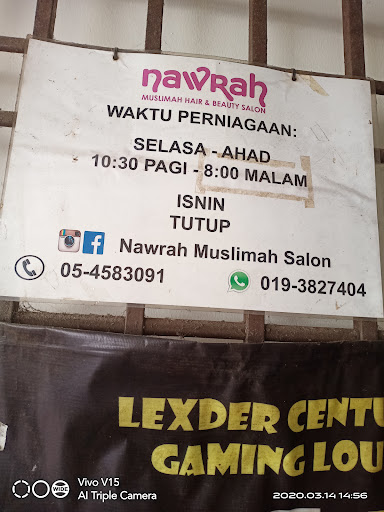 nawrah
MUSLIMAH HAIR & BEAUTY SALON
WAKTU PERNIAGAAN:
SELASA - AHAD
10:30 PAGI - 8:00 MALAM
ISNIN
TUTUP
Nawrah Muslimah Salon
05-4583091
019-3827404
LEXDER CENTU
GAMING LOU
WIDE
Vivo V15
AI Triple Camera
2020.03.14 14:56